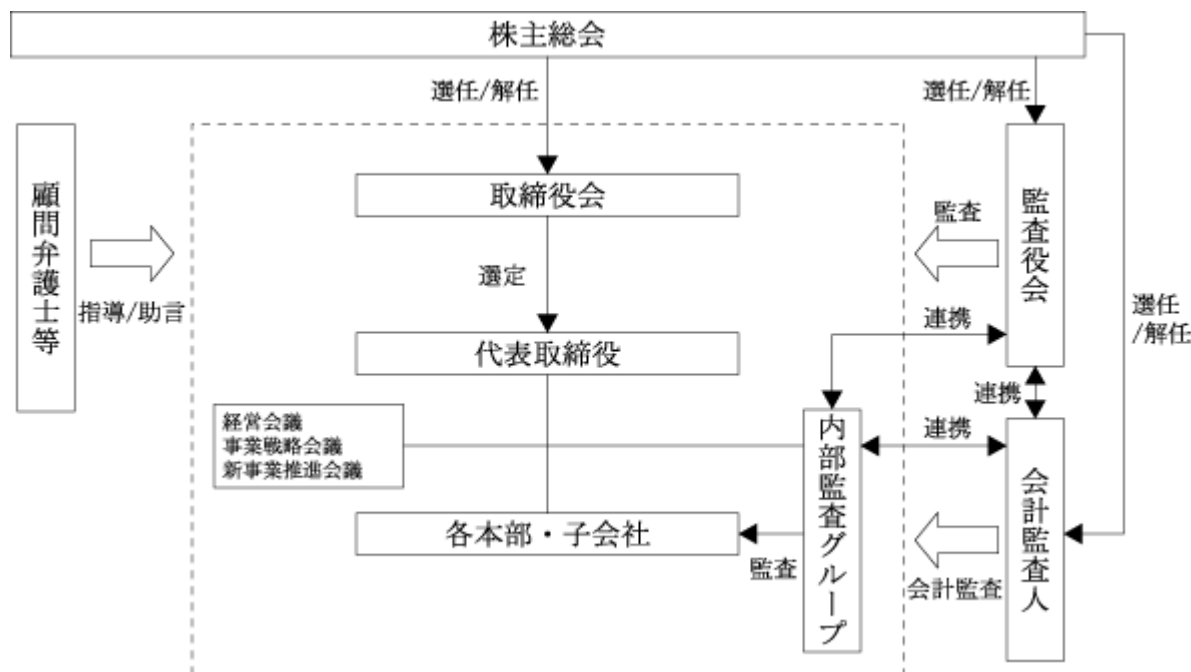 株主総会
選任/解任
選任/解任
顧問弁護士等
取締役会
監査役会
監査
指導/助言
選定
連携
選任
/解任
代表取締役
連携
経営会議
事業戦略会議
新事業推進会議
内部監査グループ
連携
会計監査人
各本部・子会社
監査
会計監査